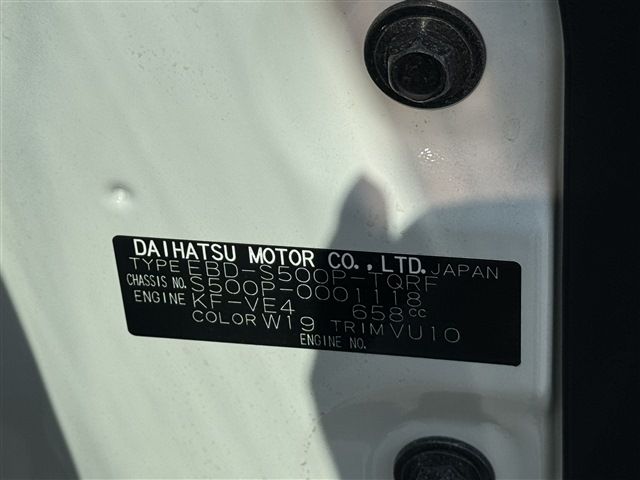 DAIHATSU MOTOR CO.,LTD. JAPAN
TYPE EBD-S500P-TQRF
CHASSIS NO. S500P-0001118
ENGINE KF-VE4 658cc
COLOR W19 TRIM VU10
ENGINE NO.